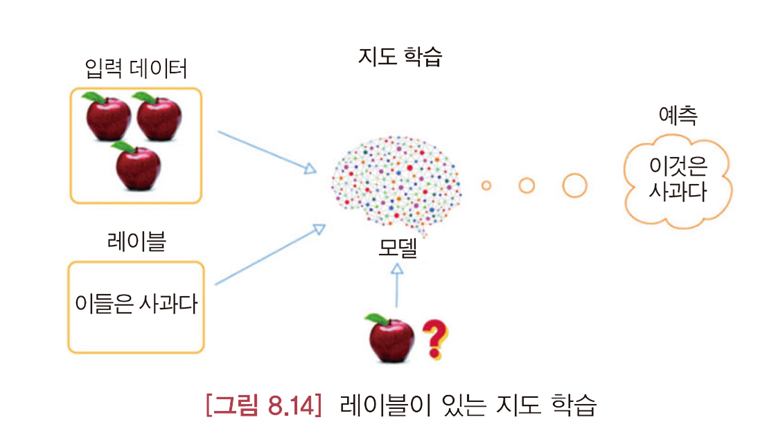 지도 학습
입력 데이터
예측
이것은
사과다
레이블
모델
이들은 사과다
?
[그림 8.14] 레이블이 있는 지도 학습